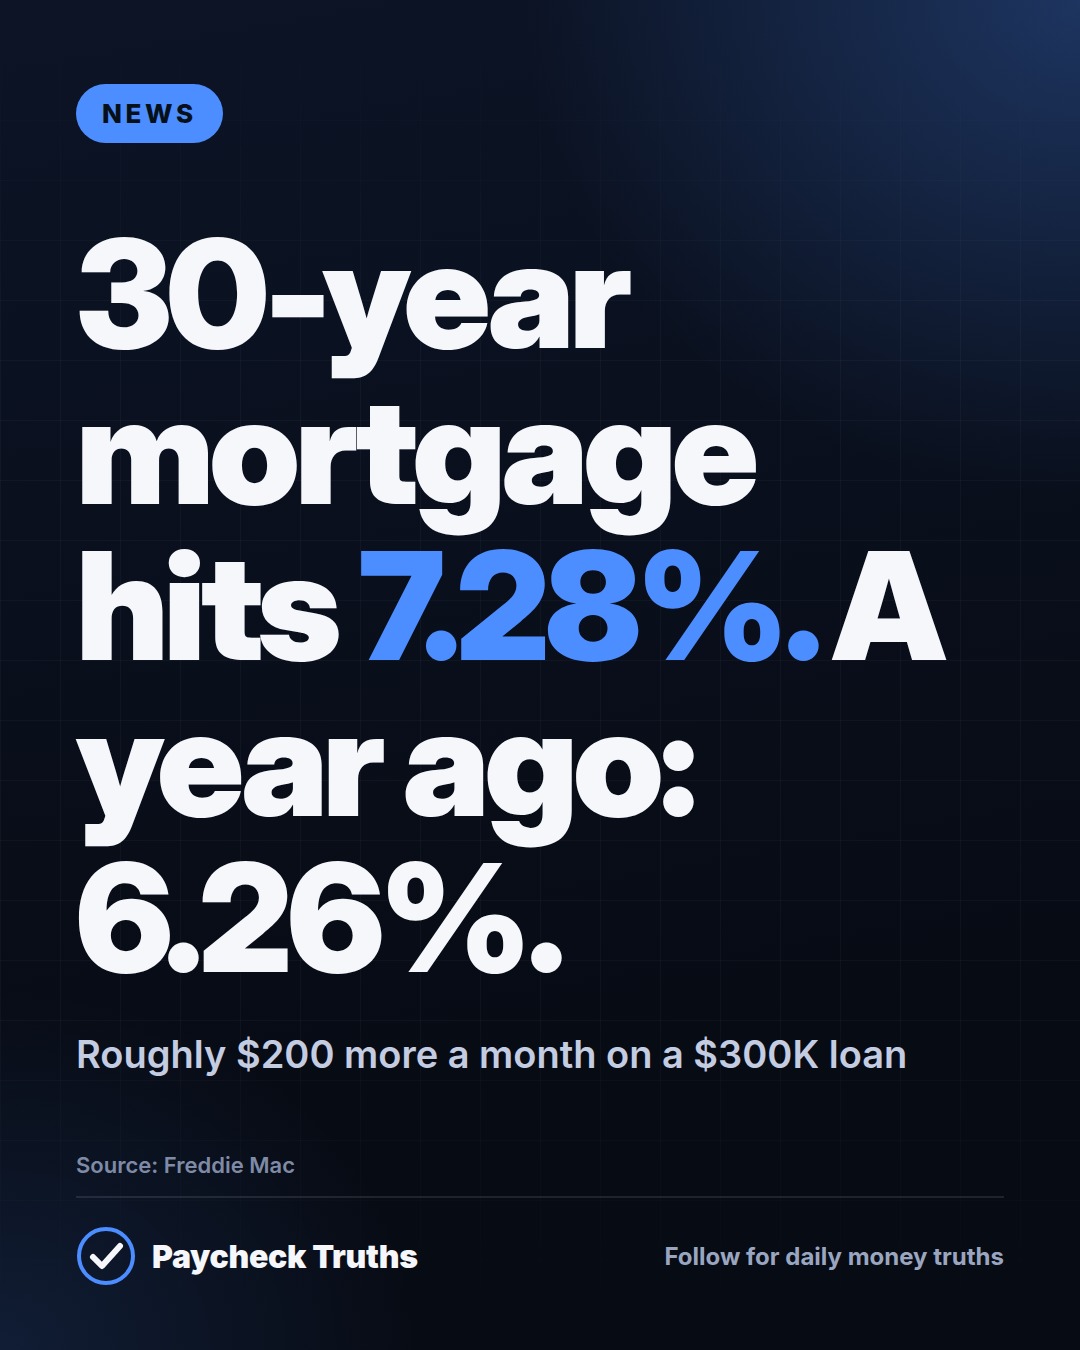 NEWS
30-year
mortgage
hits 7.28%. A
year ago:
6.26%.
Roughly $200 more a month on a $300K loan
Source: Freddie Mac
Paycheck Truths
Follow for daily money truths